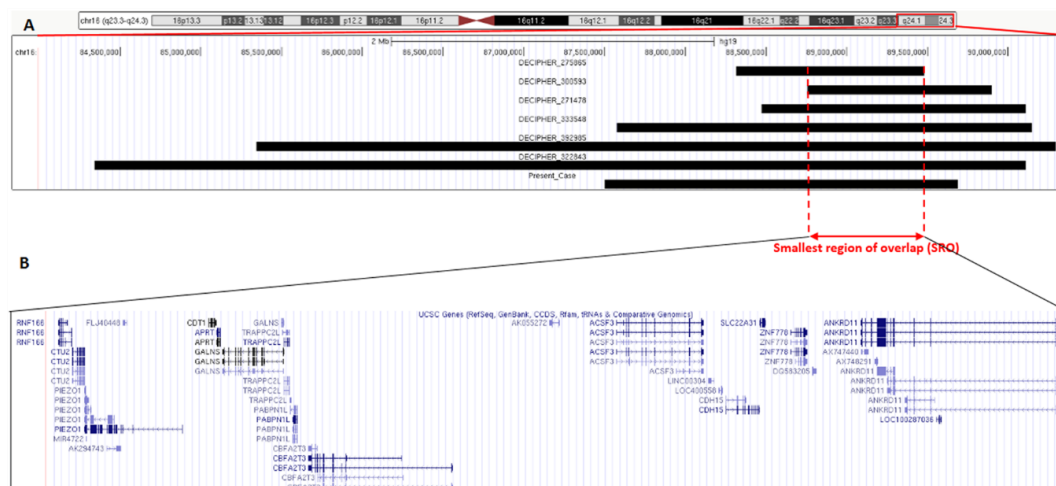 A
chr16 (q23.3-q24.3) 16p13.3 p13.2 13.13 13.12 16p12.3 p12.2 16p12.1 16p11.2 16q11.2 16q12.1 16q12.2 16q21 16q22.1 q22.2 16q23.1 q23.2 q23.3 q24.1 24.3
2 Mb hg19
chr16: 84,500,000 85,000,000 85,500,000 86,000,000 86,500,000 87,000,000 87,500,000 88,000,000 88,500,000 89,000,000 89,500,000 90,000,000
DECIPHER_275865
DECIPHER_300593
DECIPHER_271478
DECIPHER_333548
DECIPHER_392985
DECIPHER_322843
Present_Case
Smallest region of overlap (SRO)
B
UCSC Genes (RefSeq, GenBank, CCDS, Rfam, tRNAs & Comparative Genomics)
RNF166 FLJ40448 CDT1 GALNS AK055272 ACSF3 SLC22A31 ANKRD11
RNF166 APRT TRAPPC2L ACSF3 ZNF778 ANKRD11
RNF166 APRT TRAPPC2L ACSF3 ZNF778 ANKRD11
CTU2 GALNS ACSF3 ZNF778 AX747440
CTU2 GALNS ACSF3 ZNF778 AX748291
CTU2 GALNS ACSF3 DQ583205 ANKRD11
PIEZO1 TRAPPC2L LINC00304 ANKRD11
PIEZO1 TRAPPC2L LOC400558 ANKRD11
PIEZO1 TRAPPC2L CDH15 ANKRD11
PIEZO1 PABPN1L CDH15 ANKRD11
PIEZO1 PABPN1L LOC100287036
MIR4722 PABPN1L
AK294743 CBFA2T3
CBFA2T3
CBFA2T3
CBFA2T3